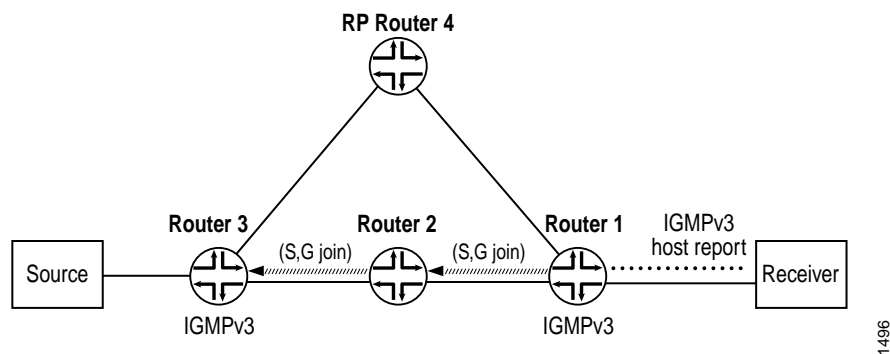 RP Router 4
Router 3
Router 2
Router 1
IGMPv3
host report
(S,G join)
(S,G join)
Source
Receiver
IGMPv3
IGMPv3
1496